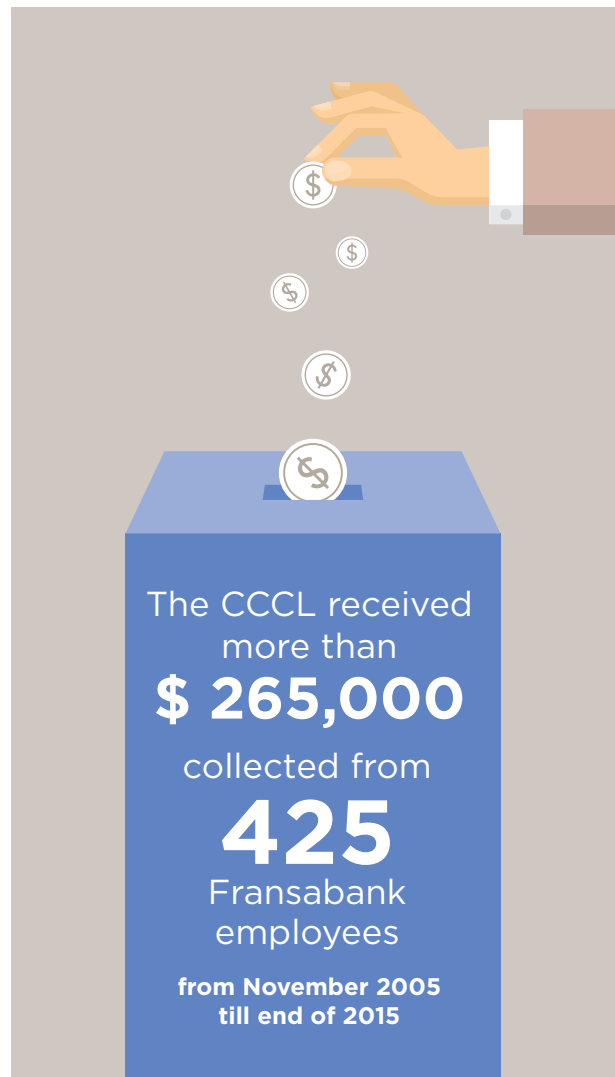 $
$
$
$
$
The CCCL received
more than
$ 265,000
collected from
425
Fransabank
employees
from November 2005
till end of 2015